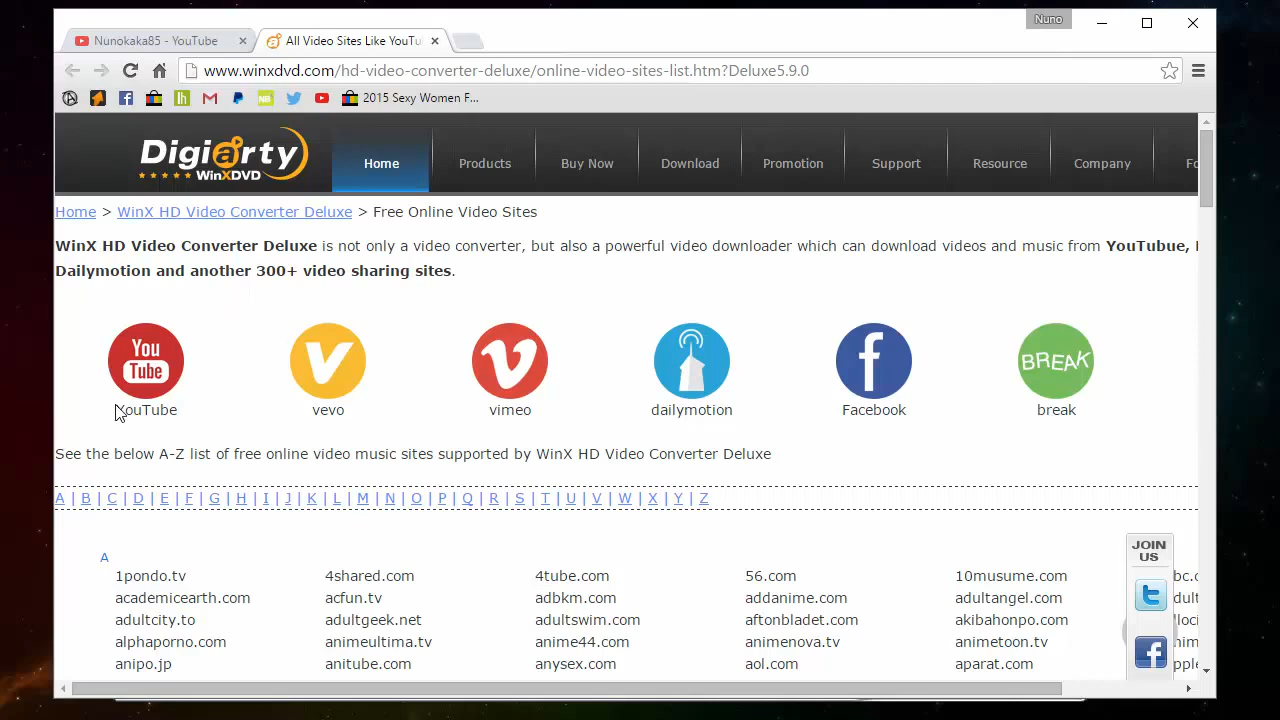 Nuno
Nunokaka85 - YouTube
All Video Sites Like YouTu
www.winxdvd.com/hd-video-converter-deluxe/online-video-sites-list.htm?Deluxe5.9.0
2015 Sexy Women F...
Digiarty
WinXDVD
Home Products Buy Now Download Promotion Support Resource Company Fo
Home > WinX HD Video Converter Deluxe > Free Online Video Sites
WinX HD Video Converter Deluxe is not only a video converter, but also a powerful video downloader which can download videos and music from YouTubue,
Dailymotion and another 300+ video sharing sites.
You
Tube
BREAK
YouTube vevo vimeo dailymotion Facebook break
See the below A-Z list of free online video music sites supported by WinX HD Video Converter Deluxe
A | B | C | D | E | F | G | H | I | J | K | L | M | N | O | P | Q | R | S | T | U | V | W | X | Y | Z
JOIN
US
A
1pondo.tv 4shared.com 4tube.com 56.com 10musume.com
academicearth.com acfun.tv adbkm.com addanime.com adultangel.com
adultcity.to adultgeek.net adultswim.com aftonbladet.com akibahonpo.com
alphaporno.com animeultima.tv anime44.com animenova.tv animetoon.tv
anipo.jp anitube.com anysex.com aol.com aparat.com